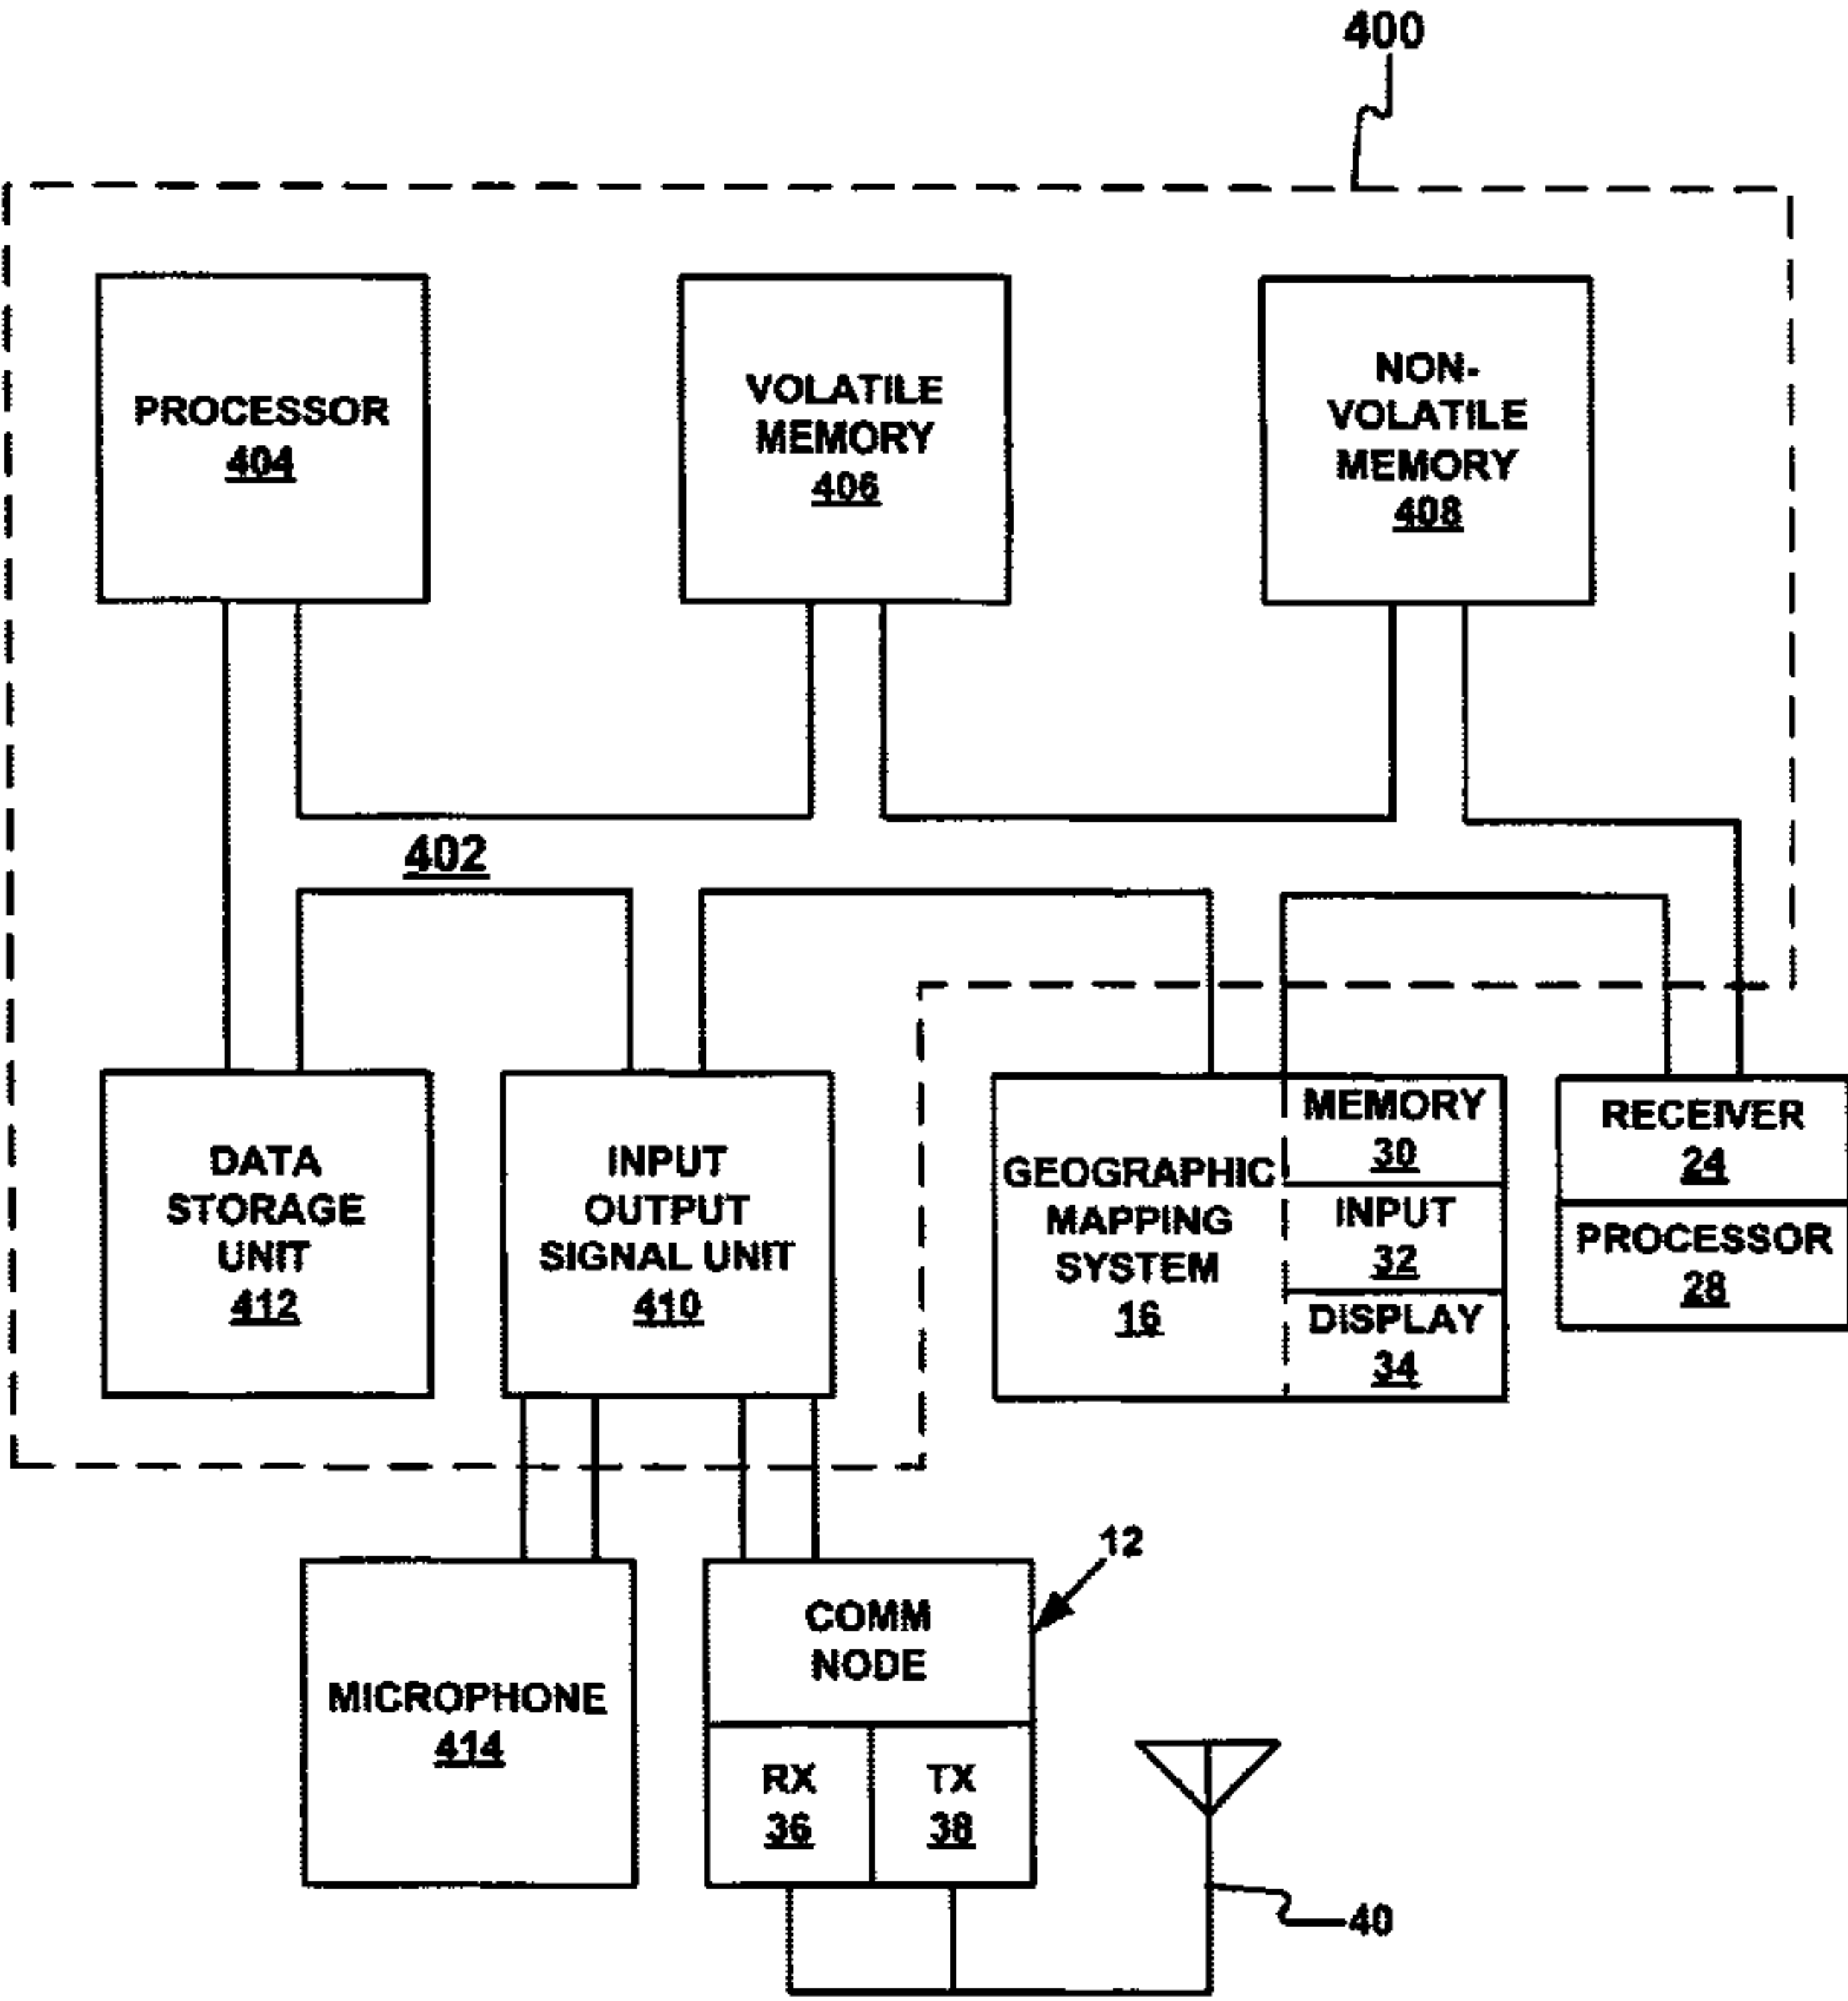 400
PROCESSOR
404
VOLATILE
MEMORY
406
NON-
VOLATILE
MEMORY
408
402
DATA
STORAGE
UNIT
412
INPUT
OUTPUT
SIGNAL UNIT
410
GEOGRAPHIC
MAPPING
SYSTEM
16
MEMORY
30
INPUT
32
DISPLAY
34
RECEIVER
24
PROCESSOR
28
MICROPHONE
414
COMM
NODE
12
RX
36
TX
38
40